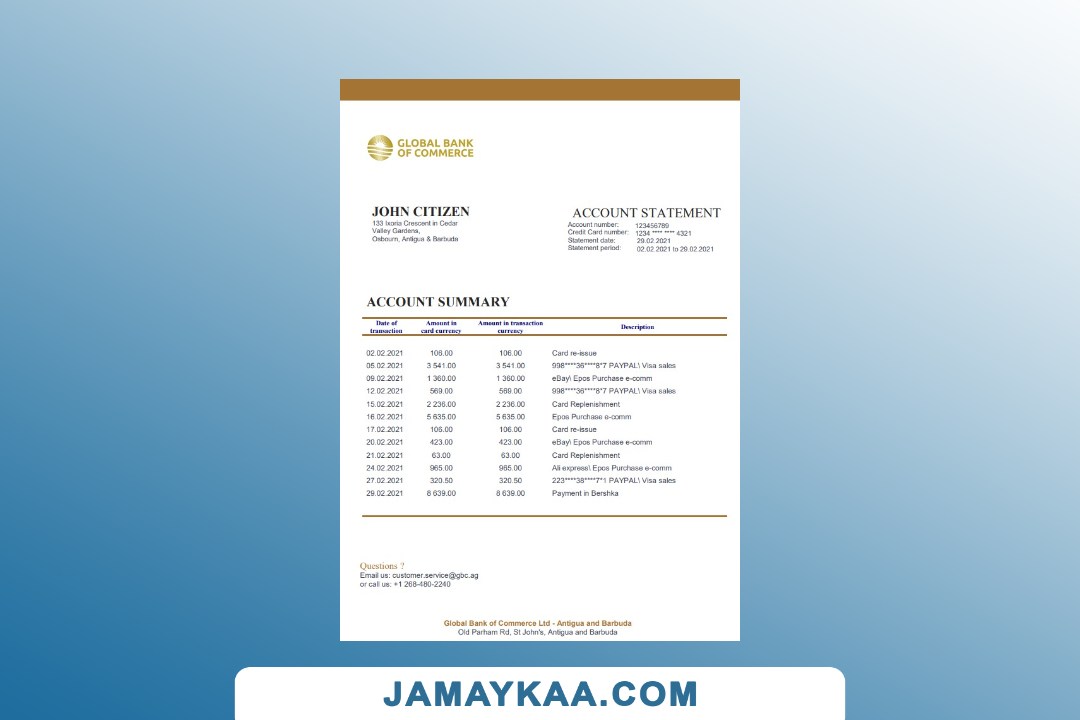 GLOBAL BANK
OF COMMERCE
JOHN CITIZEN
133 Ixoria Crescent in Cedar
Valley Gardens,
Osbourn, Antigua & Barbuda
ACCOUNT STATEMENT
Account number: 123456789
Credit Card number: 1234 **** **** 4321
Statement date: 29.02.2021
Statement period: 02.02.2021 to 29.02.2021
ACCOUNT SUMMARY
Date of transaction Amount in card currency Amount in transaction currency Description
02.02.2021 106.00 106.00 Card re-issue
05.02.2021 3 541.00 3 541.00 998****36****8*7 PAYPAL\ Visa sales
09.02.2021 1 360.00 1 360.00 eBay\ Epos Purchase e-comm
12.02.2021 569.00 569.00 998****36****8*7 PAYPAL\ Visa sales
15.02.2021 2 236.00 2 236.00 Card Replenishment
16.02.2021 5 635.00 5 635.00 Epos Purchase e-comm
17.02.2021 106.00 106.00 Card re-issue
20.02.2021 423.00 423.00 eBay\ Epos Purchase e-comm
21.02.2021 63.00 63.00 Card Replenishment
24.02.2021 965.00 965.00 Ali express\ Epos Purchase e-comm
27.02.2021 320.50 320.50 223****38****7*1 PAYPAL\ Visa sales
29.02.2021 8 639.00 8 639.00 Payment in Bershka
Questions ?
Email us: customer.service@gbc.ag
or call us: +1 268-480-2240
Global Bank of Commerce Ltd - Antigua and Barbuda
Old Parham Rd, St John's, Antigua and Barbuda
JAMAYKAA.COM